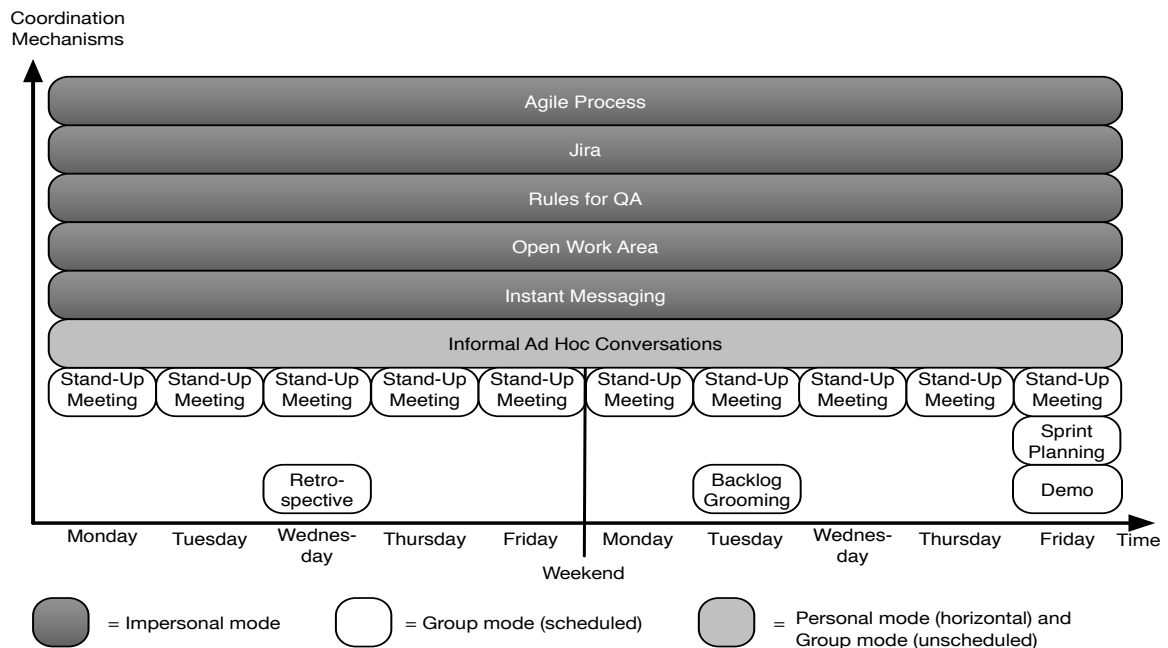 Coordination
Mechanisms
Agile Process
Jira
Rules for QA
Open Work Area
Instant Messaging
Informal Ad Hoc Conversations
Stand-Up
Meeting
Stand-Up
Meeting
Stand-Up
Meeting
Stand-Up
Meeting
Stand-Up
Meeting
Stand-Up
Meeting
Stand-Up
Meeting
Stand-Up
Meeting
Stand-Up
Meeting
Stand-Up
Meeting
Sprint
Planning
Retro-
spective
Backlog
Grooming
Demo
Monday
Tuesday
Wednes-
day
Thursday
Friday
Monday
Tuesday
Wednes-
day
Thursday
Friday
Time
Weekend
= Impersonal mode
= Group mode (scheduled)
= Personal mode (horizontal) and
Group mode (unscheduled)